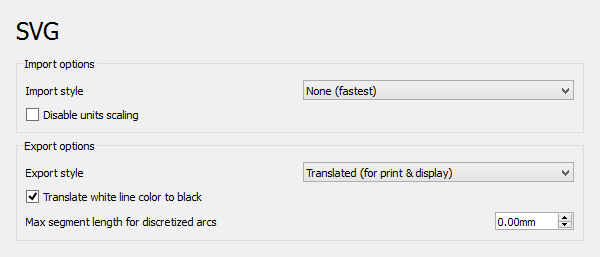 SVG
Import options
Import style None (fastest)
Disable units scaling
Export options
Export style Translated (for print & display)
Translate white line color to black
Max segment length for discretized arcs 0.00mm